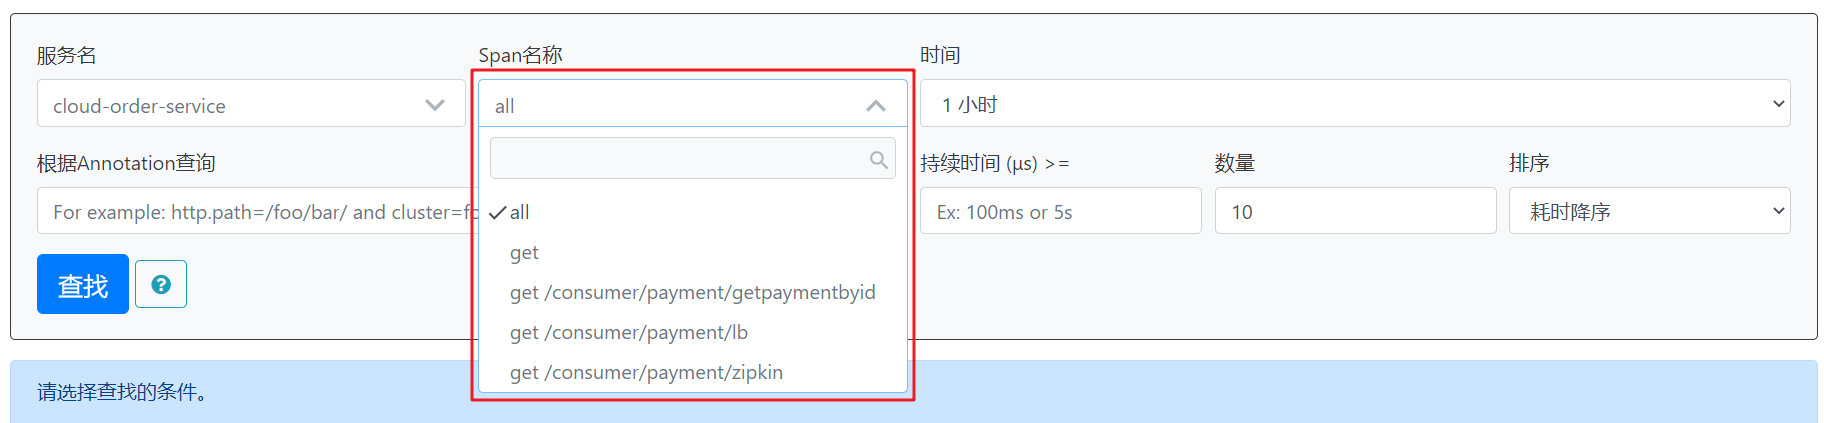 服务名
Span名称
时间
cloud-order-service
all
1 小时
根据Annotation查询
持续时间 (μs) >=
数量
排序
For example: http.path=/foo/bar/ and cluster=fo
Ex: 100ms or 5s
10
耗时降序
all
get
get /consumer/payment/getpaymentbyid
get /consumer/payment/lb
get /consumer/payment/zipkin
查找
?
请选择查找的条件。